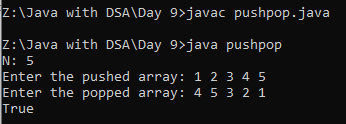 Z:\Java with DSA\Day 9>javac pushpop.java
Z:\Java with DSA\Day 9>java pushpop
N: 5
Enter the pushed array: 1 2 3 4 5
Enter the popped array: 4 5 3 2 1
True